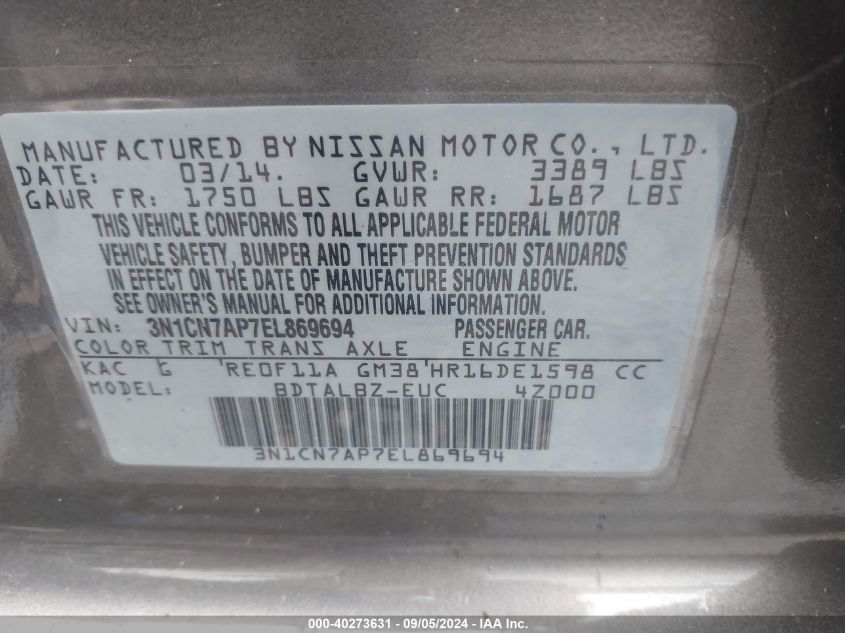 MANUFACTURED BY NISSAN MOTOR CO., LTD.
DATE: 03/14. GVWR: 3389 LBS
GAWR FR: 1750 LBS GAWR RR: 1687 LBS
THIS VEHICLE CONFORMS TO ALL APPLICABLE FEDERAL MOTOR
VEHICLE SAFETY, BUMPER AND THEFT PREVENTION STANDARDS
IN EFFECT ON THE DATE OF MANUFACTURE SHOWN ABOVE.
SEE OWNER'S MANUAL FOR ADDITIONAL INFORMATION.
VIN: 3N1CN7AP7EL869694 PASSENGER CAR.
COLOR TRIM TRANS AXLE ENGINE
KAC G RE0F11A GM38 HR16DE1598 CC
MODEL: BDTALBZ-EUC 4Z000
3N1CN7AP7EL869694
000-40273631 - 09/05/2024 - IAA Inc.